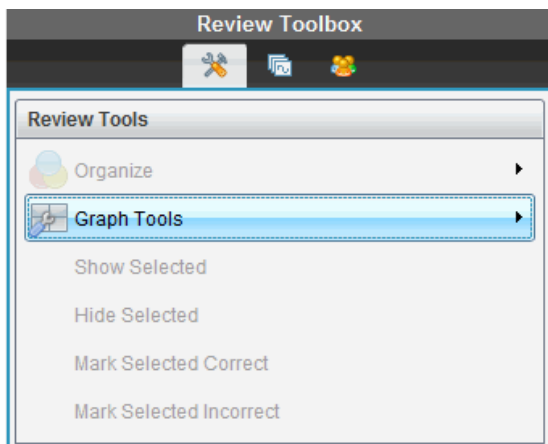 Review Toolbox
Review Tools
Organize
Graph Tools
Show Selected
Hide Selected
Mark Selected Correct
Mark Selected Incorrect